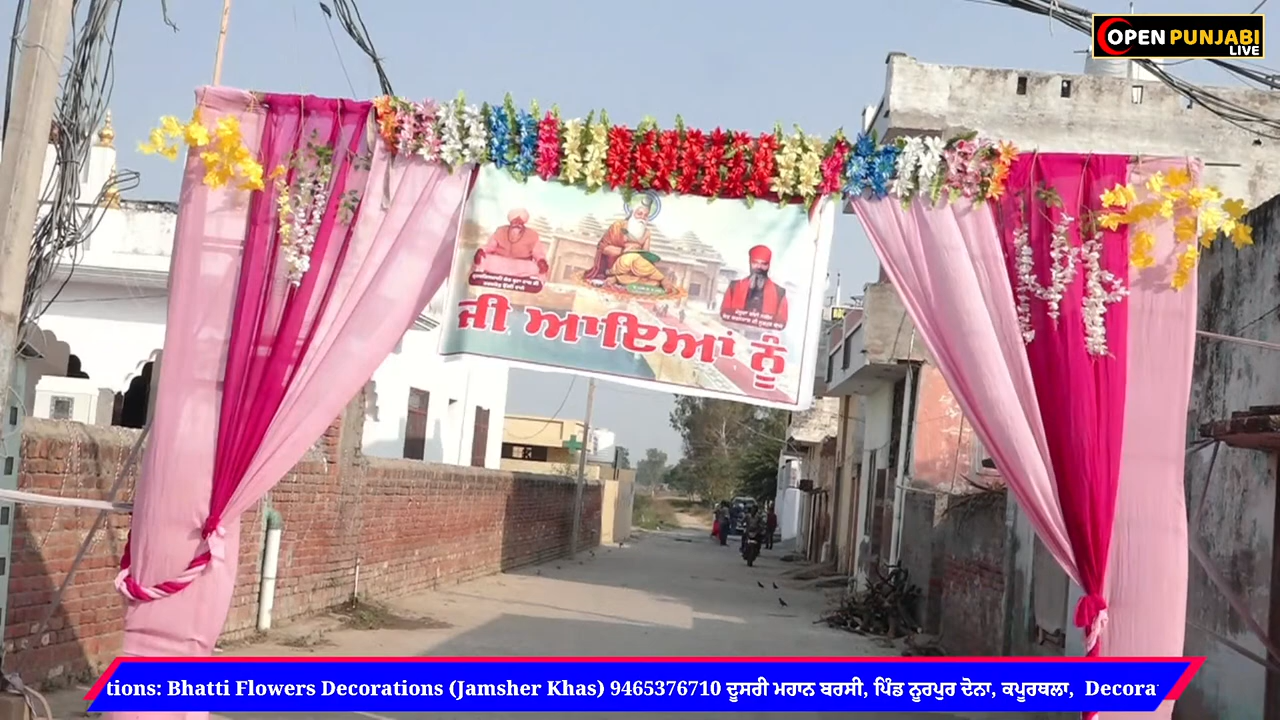 OPEN PUNJABI
LIVE
ਜੀ ਆਇਆਂ ਨੂੰ
tions: Bhatti Flowers Decorations (Jamsher Khas) 9465376710 ਦੂਸਰੀ ਮਹਾਨ ਬਰਸੀ, ਪਿੰਡ ਨੂਰਪੁਰ ਦੋਨਾ, ਕਪੂਰਥਲਾ, Decora